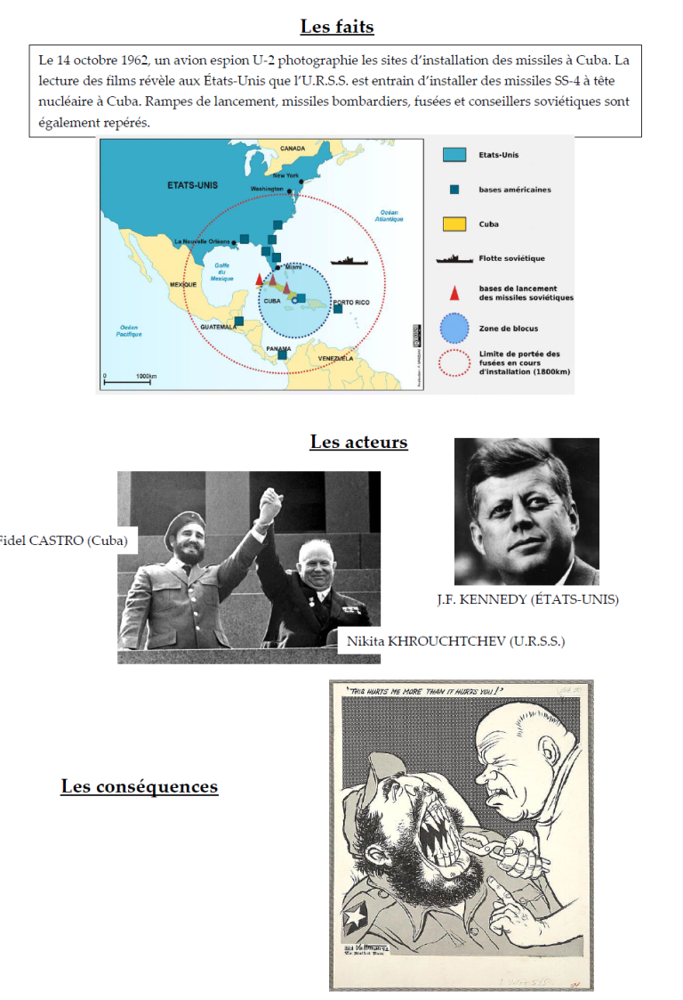 Les faits
Le 14 octobre 1962, un avion espion U-2 photographie les sites d'installation des missiles à Cuba. La
lecture des films révèle aux États-Unis que l'U.R.S.S. est entrain d'installer des missiles SS-4 à tête
nucléaire à Cuba. Rampes de lancement, missiles bombardiers, fusées et conseillers soviétiques sont
également repérés.
CANADA
New York
ETATS-UNIS
Washington
Océan
Atlantique
La Nouvelle Orléans
Golfe
du
Mexique
Miami
MEXIQUE
CUBA
PORTO RICO
GUATEMALA
Océan
Pacifique
PANAMA
VENEZUELA
0 1000km
Etats-Unis
bases américaines
Cuba
Flotte soviétique
bases de lancement
des missiles soviétiques
Zone de blocus
Limite de portée des
fusées en cours
d'installation (1800km)
Les acteurs
Fidel CASTRO (Cuba)
J.F. KENNEDY (ÉTATS-UNIS)
Nikita KHROUCHTCHEV (U.R.S.S.)
"THIS HURTS ME MORE THAN IT HURTS YOU!"
Les conséquences